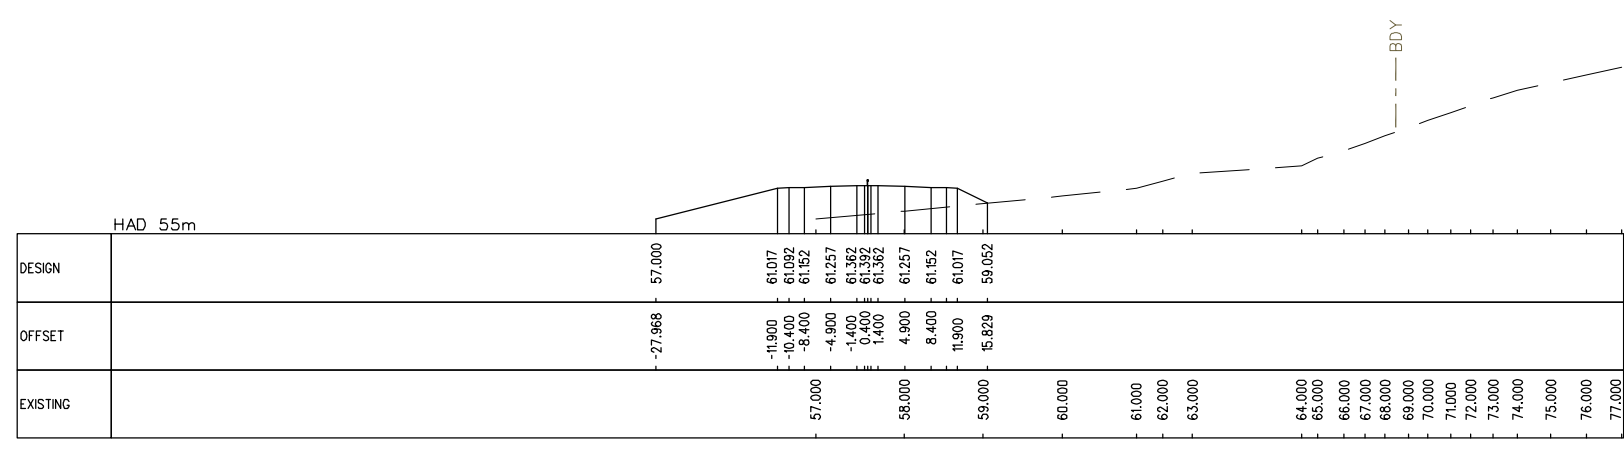 BDY
HAD 55m
DESIGN 57.000 61.017 61.092 61.152 61.257 61.362 61.392 61.362 61.257 61.152 61.017 59.052
OFFSET -27.968 -11.900 -10.400 -8.400 -4.900 -1.400 0.400 1.400 4.900 8.400 11.900 15.829
EXISTING 57.000 58.000 59.000 60.000 61.000 62.000 63.000 64.000 65.000 66.000 67.000 68.000 69.000 70.000 71.000 72.000 73.000 74.000 75.000 76.000 77.000